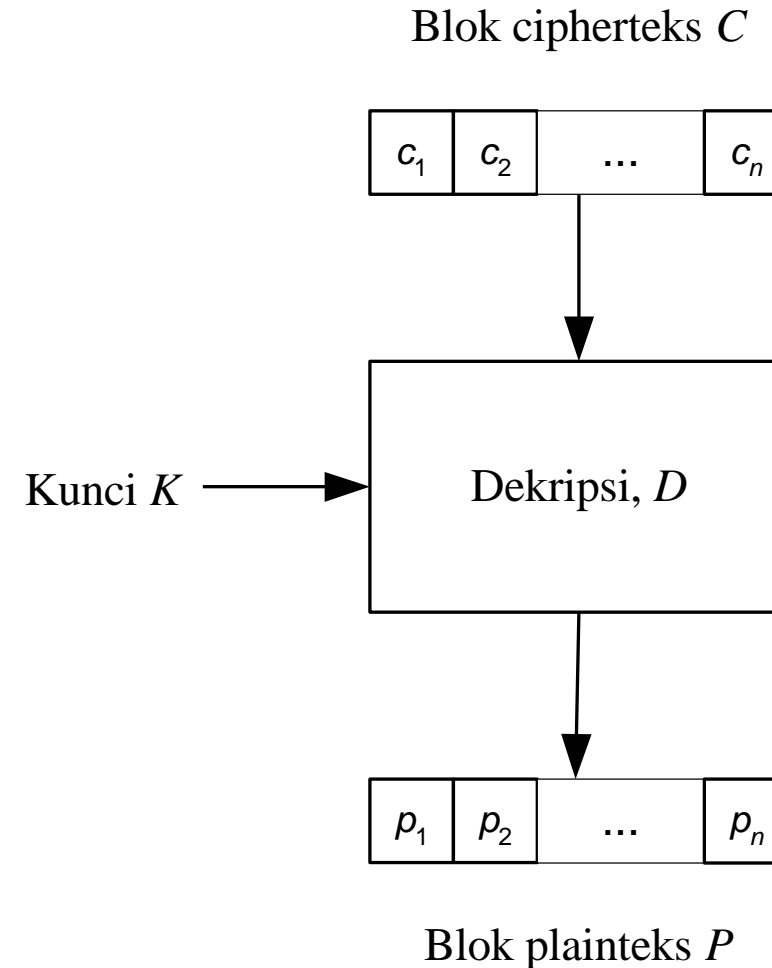 Blok cipherteks C
c₁ c₂ ... cₙ
Kunci K
Dekripsi, D
p₁ p₂ ... pₙ
Blok plainteks P